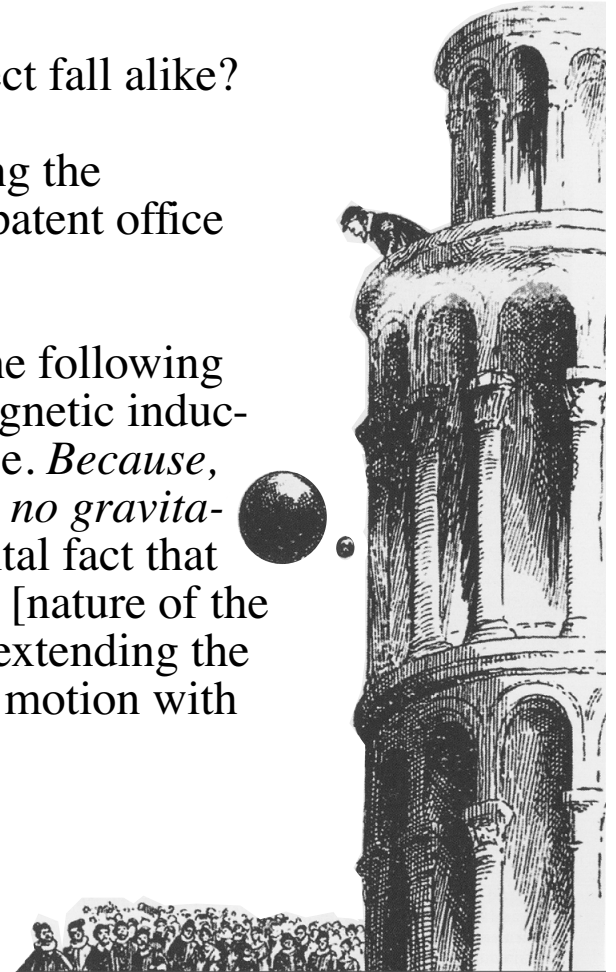 ct fall alike?
ng the
patent office
he following
gnetic induc-
e. Because,
no gravita-
tal fact that
[nature of the
extending the
motion with